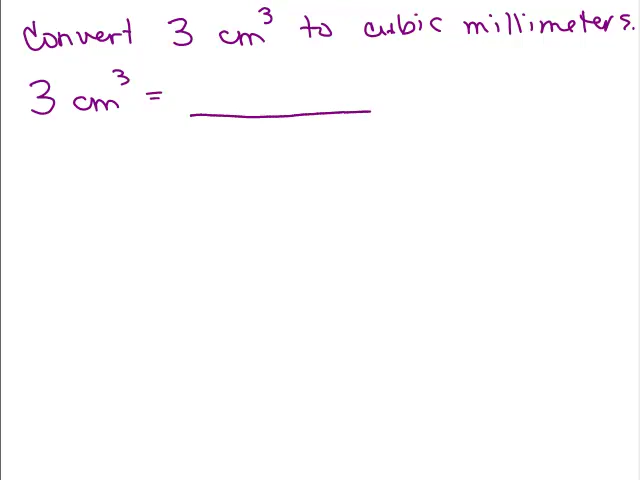 Convert 3 cm³ to cubic millimeters.
3 cm³ = ________